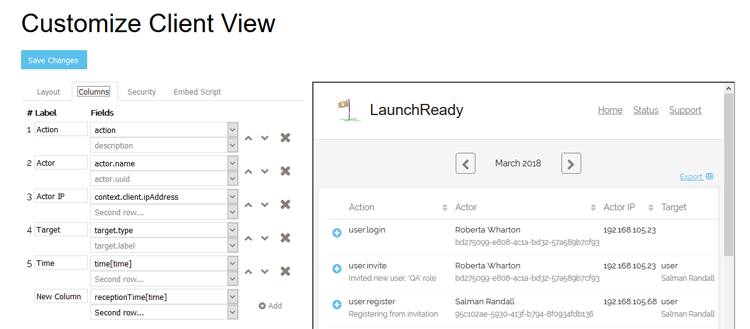 Customize Client View
Save Changes
Layout Columns Security Embed Script
# Label Fields
1 Action action
description
2 Actor actor.name
actor.uuid
3 Actor IP context.client.ipAddress
Second row...
4 Target target.type
target.label
5 Time time[time]
Second row...
New Column receptionTime[time]
Second row...
Add
LaunchReady
Home Status Support
March 2018
Export
Action Actor Actor IP Target
user.login Roberta Wharton 192.168.105.23
bd275099-e808-4c1a-bd32-57a589b7cf93
user.invite Roberta Wharton 192.168.105.23 user
Invited new user, 'QA' role bd275099-e808-4c1a-bd32-57a589b7cf93 Salman Randall
user.register Salman Randall 192.168.105.68 user
Registering from invitation 95c102ae-5930-413f-b794-8f0934fdb136 Salman Randall